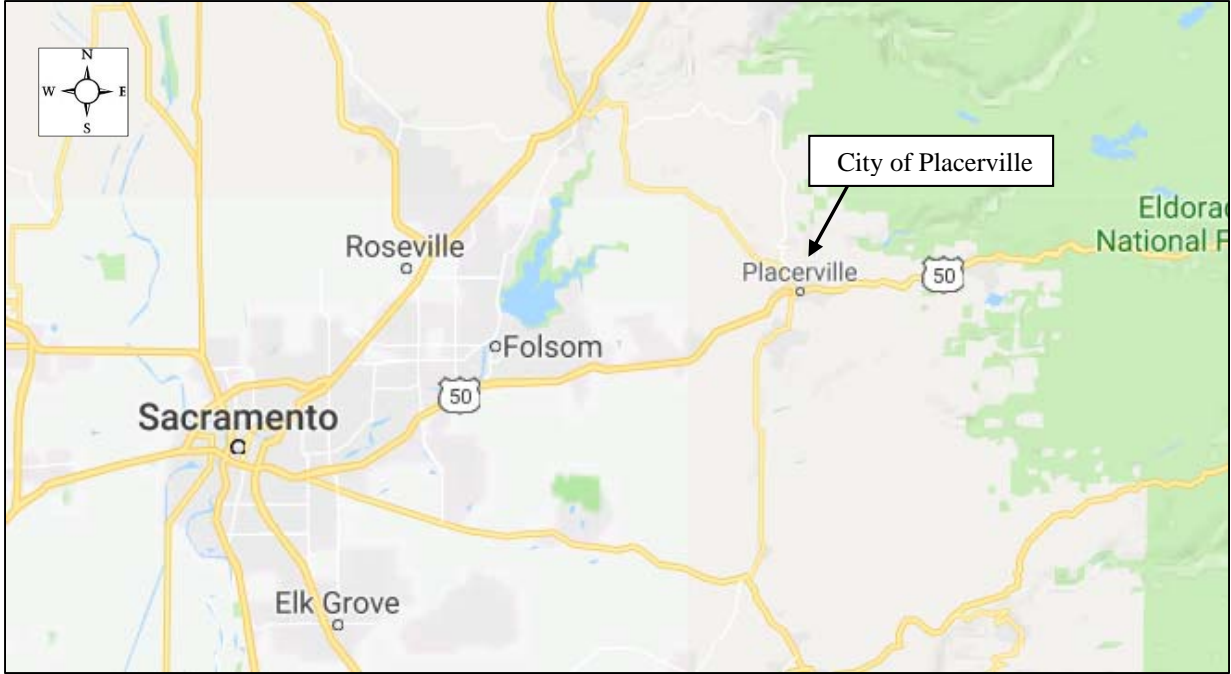 N
W E
S
City of Placerville
Eldorad
National F
Roseville
Placerville
50
Folsom
50
Sacramento
Elk Grove